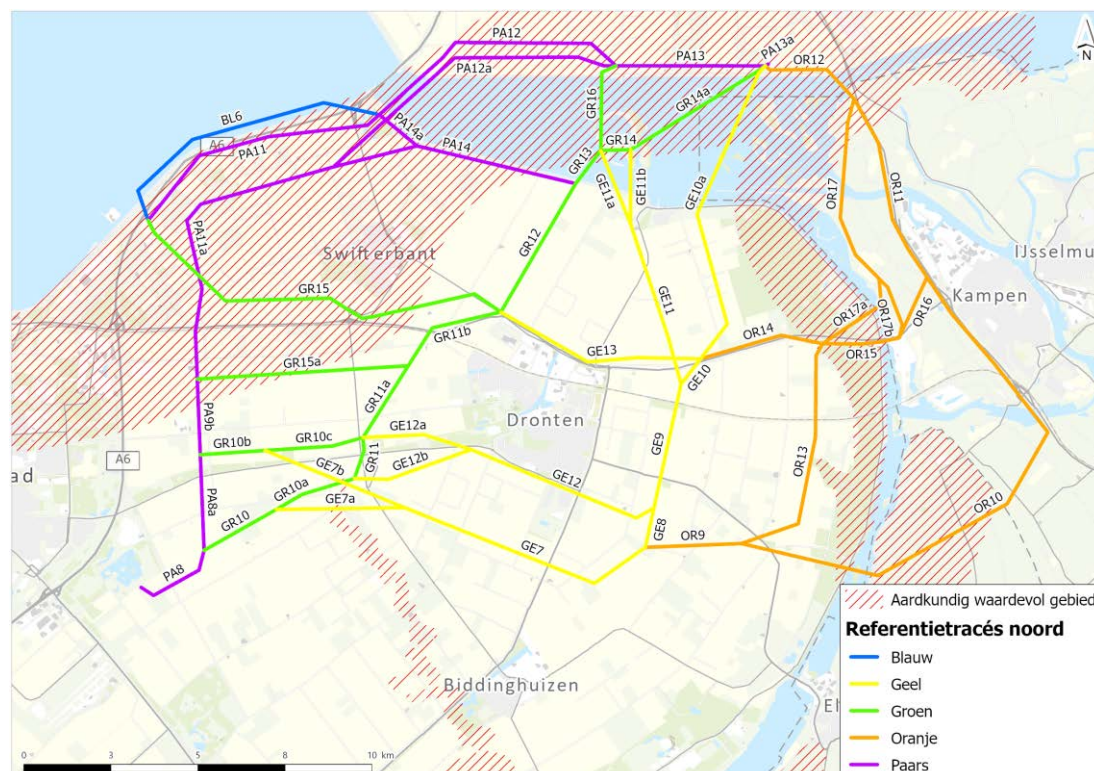 PA12
PA12a
PA13
PA13a
OR12
N
BL6
A6
PA11
PA14a
PA14
GR16
GR14a
GR14
GR13
GE11a
GE11b
GE10a
OR17
OR11
PA11a
Swifterbant
GR12
IJsselmu
Kampen
GR15
GR11b
GE11
OR17a
OR17b
OR16
OR14
OR15
GE13
GE10
GR15a
GR11a
Dronten
PA9b
GR10b
GR10c
GE12a
GE9
GR11
GE12b
GE12
OR13
ad
A6
GE7b
GR10a
GE7a
PA8a
GR10
GE7
GE8
OR9
OR10
PA8
Biddinghuizen
El
Aardkundig waardevol gebied
Referentietracés noord
Blauw
Geel
Groen
Oranje
Paars
0 3 5 8 10 km